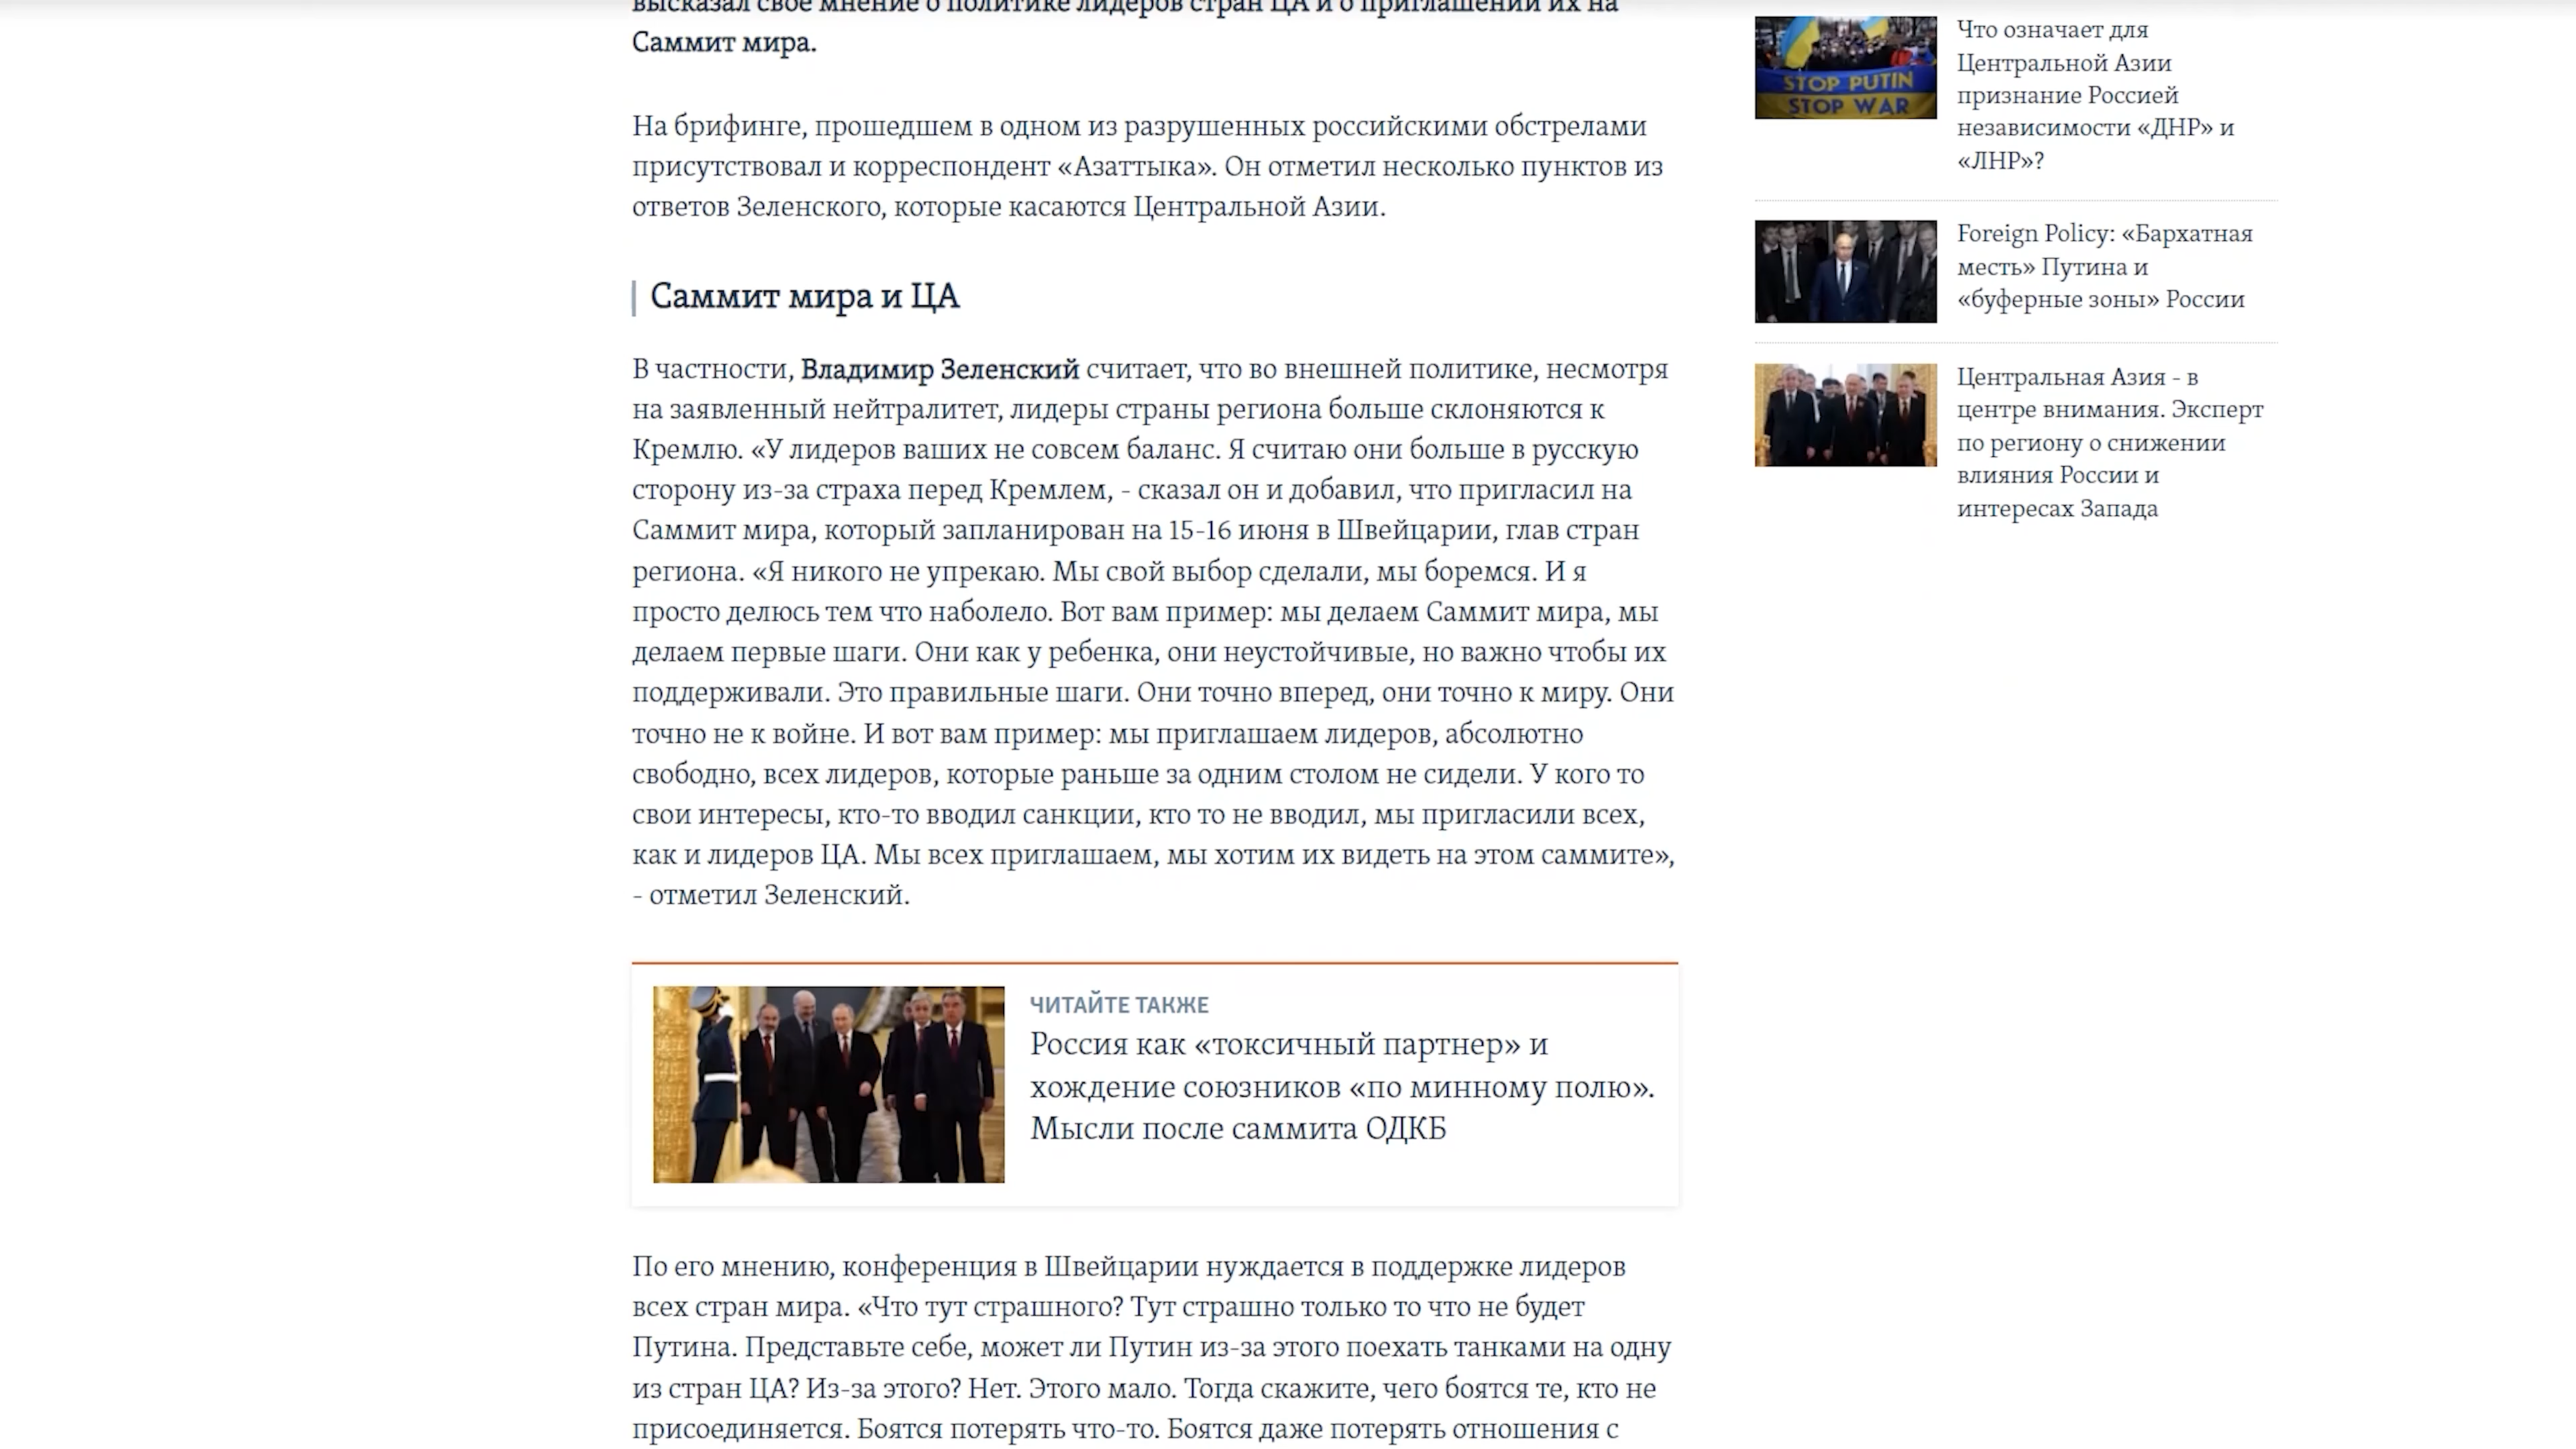 высказал свое мнение о политике лидеров стран ЦА и о приглашении их на
Саммит мира.
На брифинге, прошедшем в одном из разрушенных российскими обстрелами
присутствовал и корреспондент «Азаттыка». Он отметил несколько пунктов из
ответов Зеленского, которые касаются Центральной Азии.
Саммит мира и ЦА
В частности, Владимир Зеленский считает, что во внешней политике, несмотря
на заявленный нейтралитет, лидеры страны региона больше склоняются к
Кремлю. «У лидеров ваших не совсем баланс. Я считаю они больше в русскую
сторону из-за страха перед Кремлем, - сказал он и добавил, что пригласил на
Саммит мира, который запланирован на 15-16 июня в Швейцарии, глав стран
региона. «Я никого не упрекаю. Мы свой выбор сделали, мы боремся. И я
просто делюсь тем что наболело. Вот вам пример: мы делаем Саммит мира, мы
делаем первые шаги. Они как у ребенка, они неустойчивые, но важно чтобы их
поддерживали. Это правильные шаги. Они точно вперед, они точно к миру. Они
точно не к войне. И вот вам пример: мы приглашаем лидеров, абсолютно
свободно, всех лидеров, которые раньше за одним столом не сидели. У кого то
свои интересы, кто-то вводил санкции, кто то не вводил, мы пригласили всех,
как и лидеров ЦА. Мы всех приглашаем, мы хотим их видеть на этом саммите»,
- отметил Зеленский.
ЧИТАЙТЕ ТАКЖЕ
Россия как «токсичный партнер» и
хождение союзников «по минному полю».
Мысли после саммита ОДКБ
По его мнению, конференция в Швейцарии нуждается в поддержке лидеров
всех стран мира. «Что тут страшного? Тут страшно только то что не будет
Путина. Представьте себе, может ли Путин из-за этого поехать танками на одну
из стран ЦА? Из-за этого? Нет. Этого мало. Тогда скажите, чего боятся те, кто не
присоединяется. Боятся потерять что-то. Боятся даже потерять отношения с
STOP PUTIN
STOP WAR
Что означает для
Центральной Азии
признание Россией
независимости «ДНР» и
«ЛНР»?
Foreign Policy: «Бархатная
месть» Путина и
«буферные зоны» России
Центральная Азия - в
центре внимания. Эксперт
по региону о снижении
влияния России и
интересах Запада